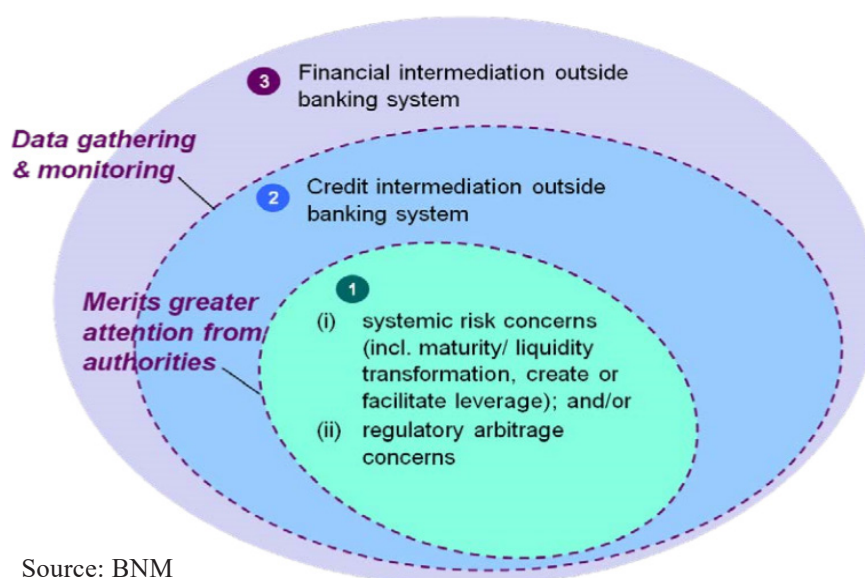 3 Financial intermediation outside
banking system
Data gathering
& monitoring
2 Credit intermediation outside
banking system
Merits greater
attention from
authorities
1
(i) systemic risk concerns
(incl. maturity/ liquidity
transformation, create or
facilitate leverage); and/or
(ii) regulatory arbitrage
concerns
Source: BNM